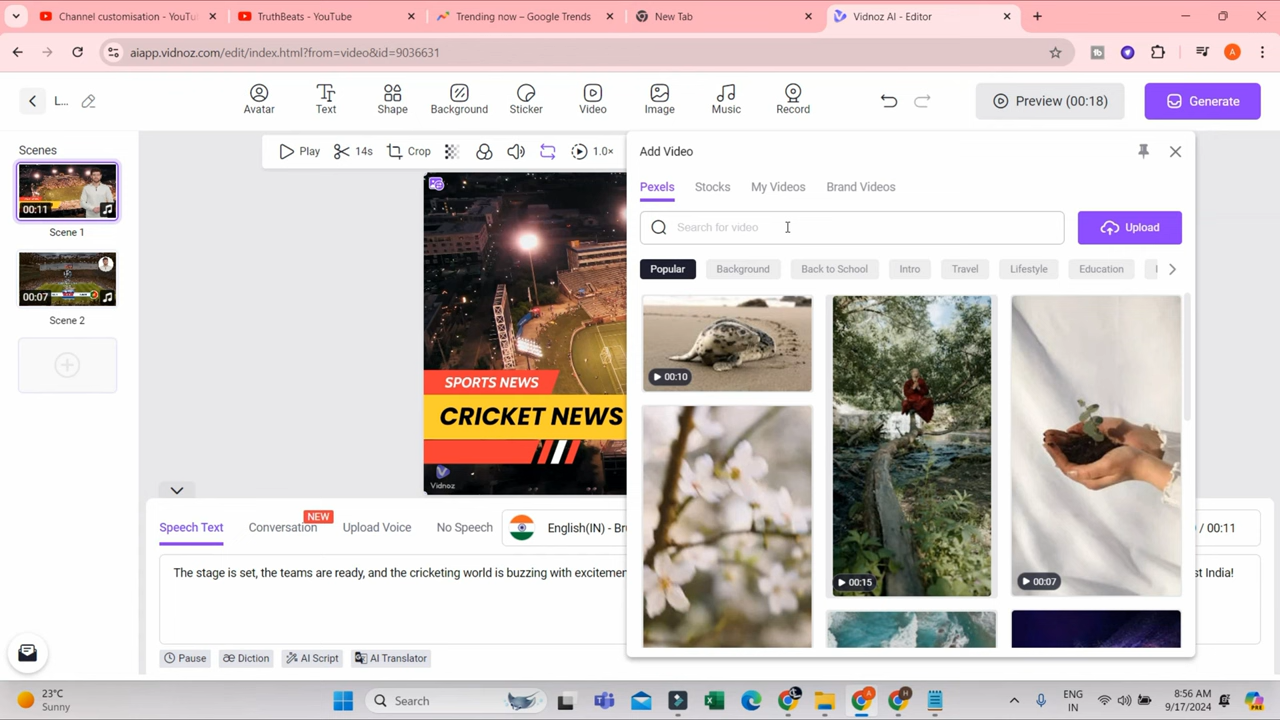 Channel customisation - YouTu
TruthBeats - YouTube
Trending now – Google Trends
New Tab
Vidnoz AI - Editor
aiapp.vidnoz.com/edit/index.html?from=video&id=9036631
L...
Avatar
Text
Shape
Background
Sticker
Video
Image
Music
Record
Preview (00:18)
Generate
Scenes
00:11
Scene 1
00:07
Scene 2
Play
14s
Crop
1.0×
SPORTS NEWS
CRICKET NEWS
Vidnoz
Add Video
Pexels
Stocks
My Videos
Brand Videos
Search for video
Upload
Popular
Background
Back to School
Intro
Travel
Lifestyle
Education
00:10
00:15
00:07
Speech Text
Conversation
NEW
Upload Voice
No Speech
English(IN) - Br
/ 00:11
The stage is set, the teams are ready, and the cricketing world is buzzing with excitemen
st India!
Pause
Diction
AI Script
AI Translator
23°C
Sunny
Search
ENG
IN
8:56 AM
9/17/2024